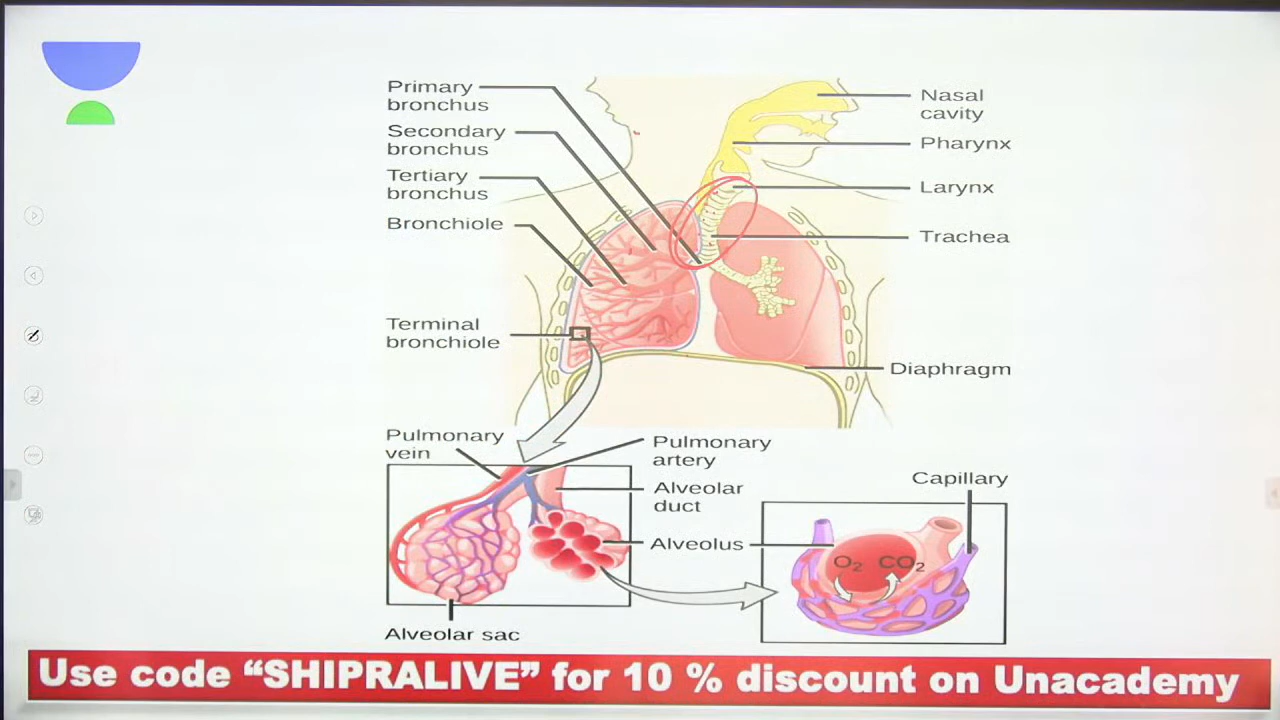 Primary
bronchus
Secondary
bronchus
Tertiary
bronchus
Bronchiole
Terminal
bronchiole
Nasal
cavity
Pharynx
Larynx
Trachea
Diaphragm
Pulmonary
vein
Pulmonary
artery
Alveolar
duct
Alveolus
Alveolar sac
Capillary
O₂ CO₂
Use code “SHIPRALIVE” for 10 % discount on Unacademy